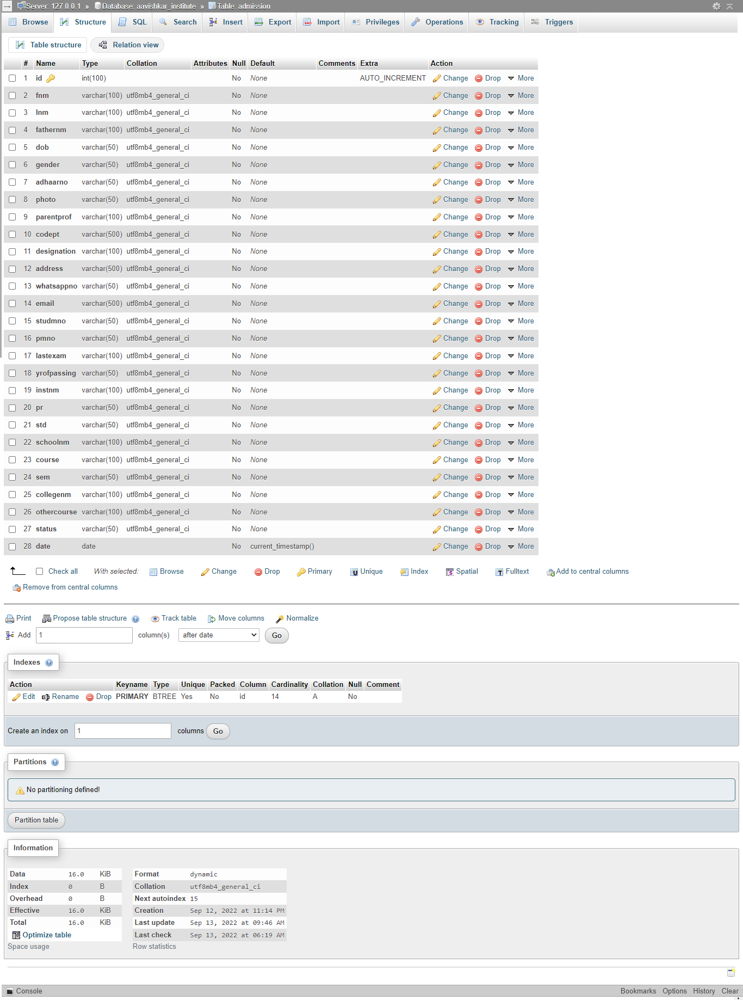 Server: 127.0.0.1 » Database: aavishkar_institute » Table: admission
Browse Structure SQL Search Insert Export Import Privileges Operations Tracking Triggers
Table structure Relation view
# Name Type Collation Attributes Null Default Comments Extra Action
1 id int(100) No None AUTO_INCREMENT Change Drop More
2 fnm varchar(100) utf8mb4_general_ci No None Change Drop More
3 lnm varchar(100) utf8mb4_general_ci No None Change Drop More
4 fathernm varchar(100) utf8mb4_general_ci No None Change Drop More
5 dob varchar(50) utf8mb4_general_ci No None Change Drop More
6 gender varchar(50) utf8mb4_general_ci No None Change Drop More
7 adhaarno varchar(50) utf8mb4_general_ci No None Change Drop More
8 photo varchar(50) utf8mb4_general_ci No None Change Drop More
9 parentprof varchar(100) utf8mb4_general_ci No None Change Drop More
10 codept varchar(500) utf8mb4_general_ci No None Change Drop More
11 designation varchar(100) utf8mb4_general_ci No None Change Drop More
12 address varchar(500) utf8mb4_general_ci No None Change Drop More
13 whatsappno varchar(50) utf8mb4_general_ci No None Change Drop More
14 email varchar(500) utf8mb4_general_ci No None Change Drop More
15 studmno varchar(50) utf8mb4_general_ci No None Change Drop More
16 pmno varchar(50) utf8mb4_general_ci No None Change Drop More
17 lastexam varchar(100) utf8mb4_general_ci No None Change Drop More
18 yrofpassing varchar(50) utf8mb4_general_ci No None Change Drop More
19 instnm varchar(100) utf8mb4_general_ci No None Change Drop More
20 pr varchar(50) utf8mb4_general_ci No None Change Drop More
21 std varchar(50) utf8mb4_general_ci No None Change Drop More
22 schoolnm varchar(100) utf8mb4_general_ci No None Change Drop More
23 course varchar(100) utf8mb4_general_ci No None Change Drop More
24 sem varchar(50) utf8mb4_general_ci No None Change Drop More
25 collegenm varchar(100) utf8mb4_general_ci No None Change Drop More
26 othercourse varchar(100) utf8mb4_general_ci No None Change Drop More
27 status varchar(50) utf8mb4_general_ci No None Change Drop More
28 date date No current_timestamp() Change Drop More
Check all With selected: Browse Change Drop Primary Unique Index Spatial Fulltext Add to central columns
Remove from central columns
Print Propose table structure Track table Move columns Normalize
Add 1 column(s) after date Go
Indexes
Action Keyname Type Unique Packed Column Cardinality Collation Null Comment
Edit Rename Drop PRIMARY BTREE Yes No id 14 A No
Create an index on 1 columns Go
Partitions
No partitioning defined!
Partition table
Information
Data 16.0 KiB
Index 0 B
Overhead 0 B
Effective 16.0 KiB
Total 16.0 KiB
Optimize table
Space usage
Format dynamic
Collation utf8mb4_general_ci
Next autoindex 15
Creation Sep 12, 2022 at 11:14 PM
Last update Sep 13, 2022 at 09:46 AM
Last check Sep 13, 2022 at 06:19 AM
Row statistics
Console Bookmarks Options History Clear